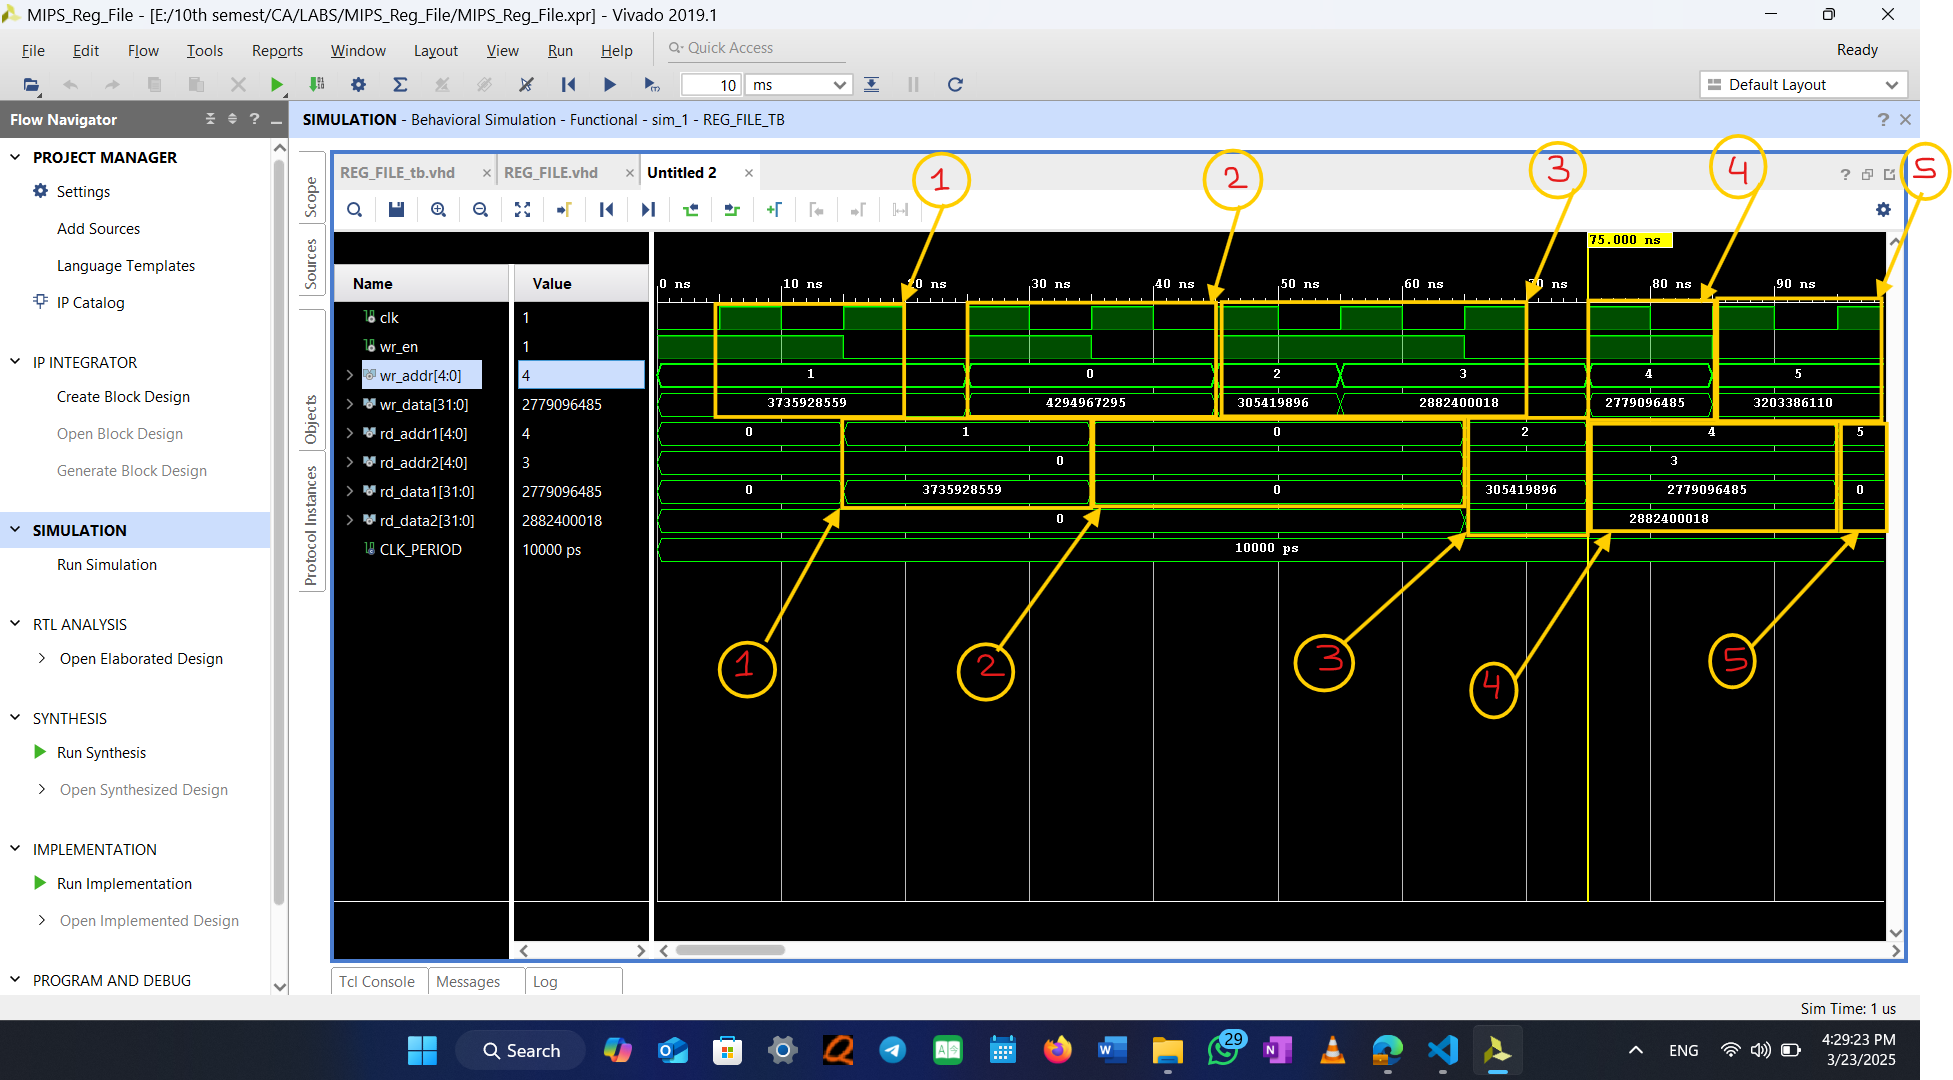 MIPS_Reg_File - [E:/10th semest/CA/LABS/MIPS_Reg_File/MIPS_Reg_File.xpr] - Vivado 2019.1
File Edit Flow Tools Reports Window Layout View Run Help Quick Access Ready
10 ms Default Layout
Flow Navigator
SIMULATION - Behavioral Simulation - Functional - sim_1 - REG_FILE_TB
PROJECT MANAGER
Settings
Add Sources
Language Templates
IP Catalog
IP INTEGRATOR
Create Block Design
Open Block Design
Generate Block Design
SIMULATION
Run Simulation
RTL ANALYSIS
Open Elaborated Design
SYNTHESIS
Run Synthesis
Open Synthesized Design
IMPLEMENTATION
Run Implementation
Open Implemented Design
PROGRAM AND DEBUG
Scope
Sources
Objects
Protocol Instances
REG_FILE_tb.vhd REG_FILE.vhd Untitled 2
1 2 3 4 5
75.000 ns
Name Value
0 ns 10 ns 20 ns 30 ns 40 ns 50 ns 60 ns 70 ns 80 ns 90 ns
clk 1
wr_en 1
wr_addr[4:0] 4 1 0 2 3 4 5
wr_data[31:0] 2779096485 3735928559 4294967295 305419896 2882400018 2779096485 3203386110
rd_addr1[4:0] 4 0 1 0 2 4 5
rd_addr2[4:0] 3 0 3
rd_data1[31:0] 2779096485 0 3735928559 0 305419896 2779096485 0
rd_data2[31:0] 2882400018 0 2882400018
CLK_PERIOD 10000 ps 10000 ps
1 2 3 4 5
Tcl Console Messages Log
Sim Time: 1 us
Search
29
ENG
4:29:23 PM
3/23/2025